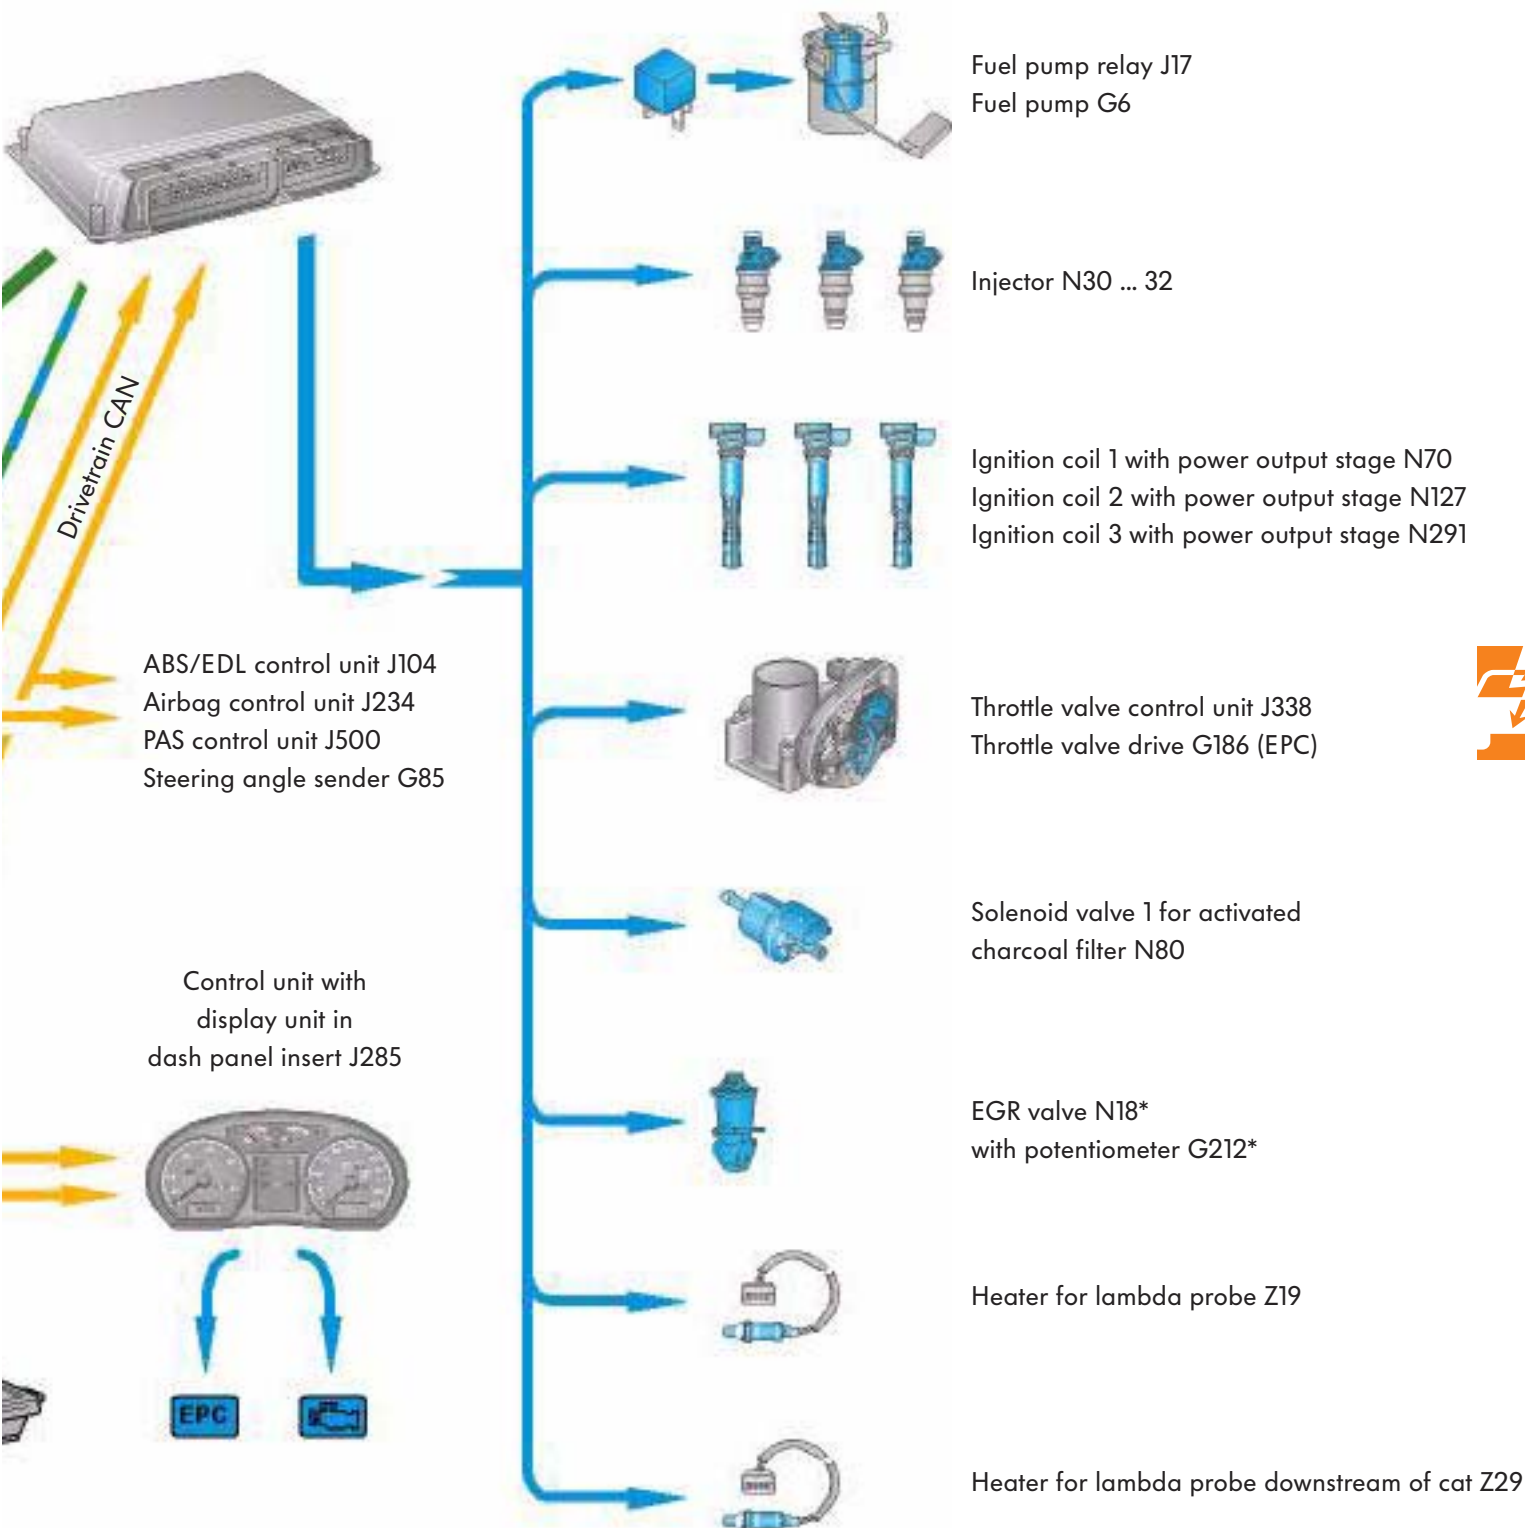 Fuel pump relay J17
Fuel pump G6
Injector N30 ... 32
Drivetrain CAN
Ignition coil 1 with power output stage N70
Ignition coil 2 with power output stage N127
Ignition coil 3 with power output stage N291
ABS/EDL control unit J104
Airbag control unit J234
PAS control unit J500
Steering angle sender G85
Throttle valve control unit J338
Throttle valve drive G186 (EPC)
Solenoid valve 1 for activated
charcoal filter N80
Control unit with
display unit in
dash panel insert J285
EGR valve N18*
with potentiometer G212*
Heater for lambda probe Z19
EPC
Heater for lambda probe downstream of cat Z29